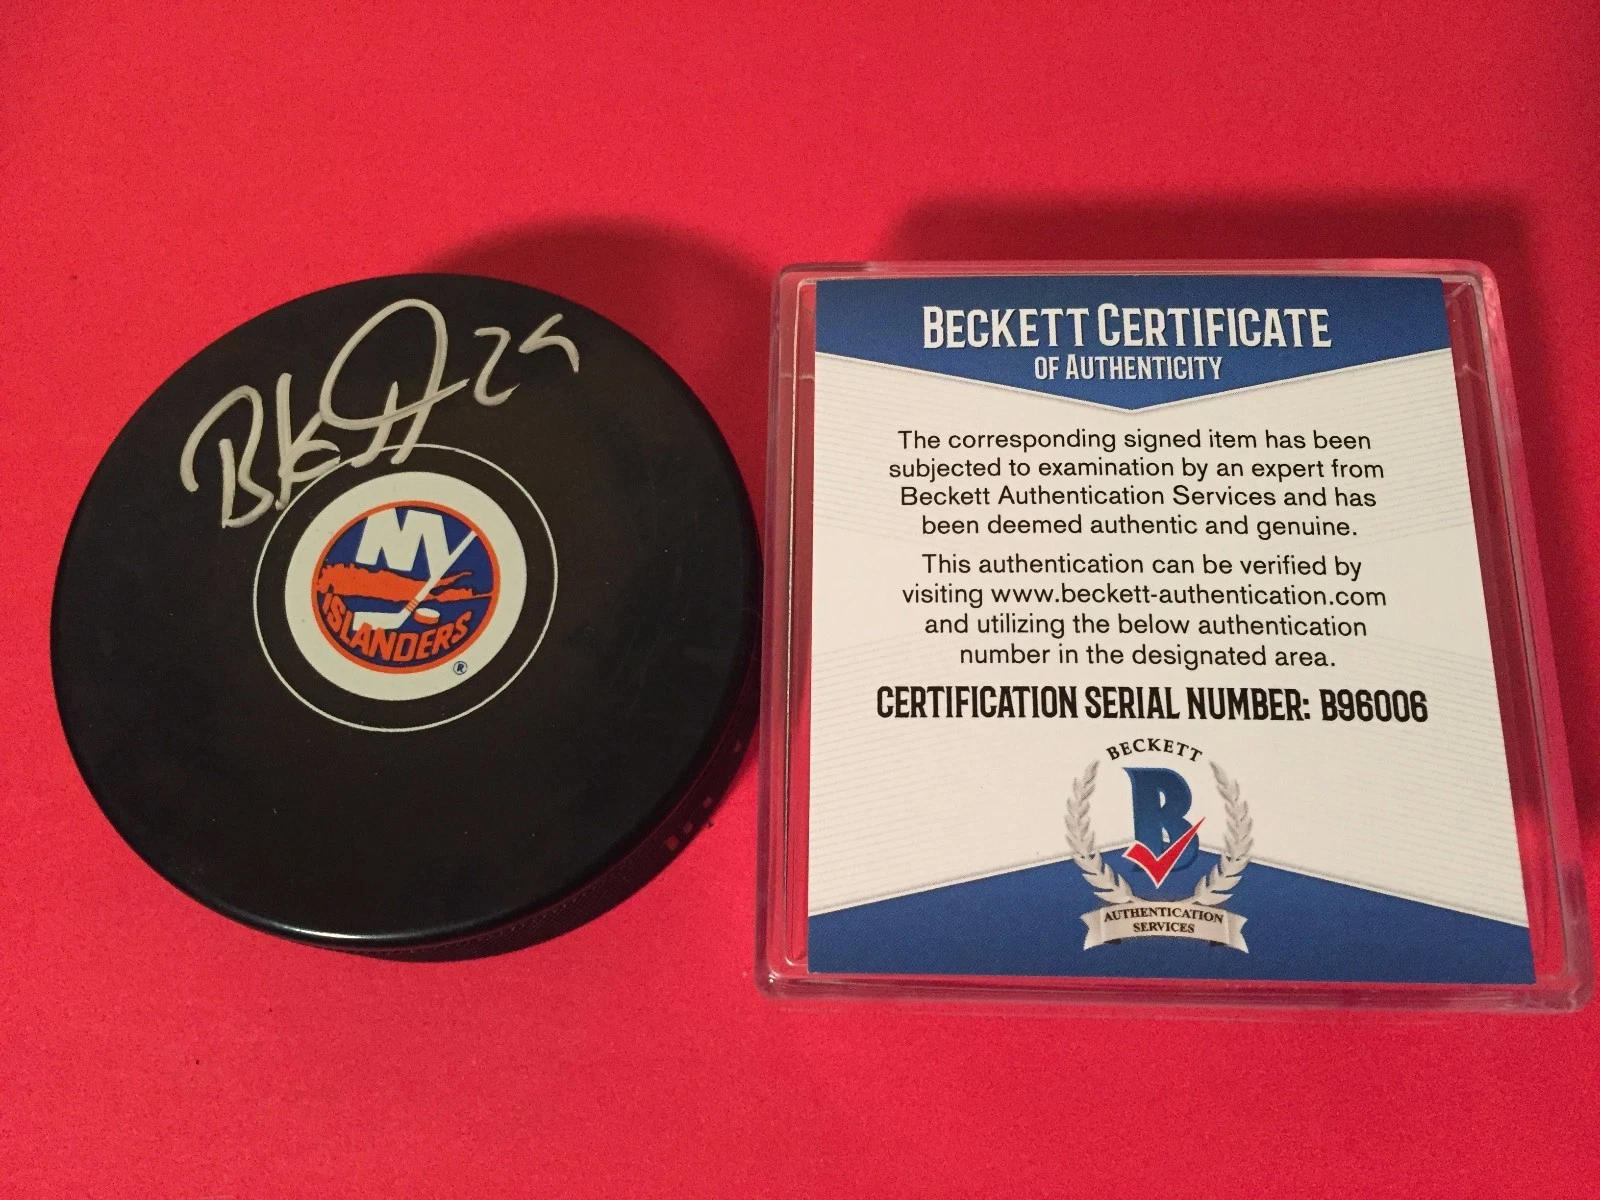 29
NY
ISLANDERS
®
BECKETT CERTIFICATE
OF AUTHENTICITY
The corresponding signed item has been
subjected to examination by an expert from
Beckett Authentication Services and has
been deemed authentic and genuine.
This authentication can be verified by
visiting www.beckett-authentication.com
and utilizing the below authentication
number in the designated area.
CERTIFICATION SERIAL NUMBER: B96006
BECKETT
B
AUTHENTICATION
SERVICES